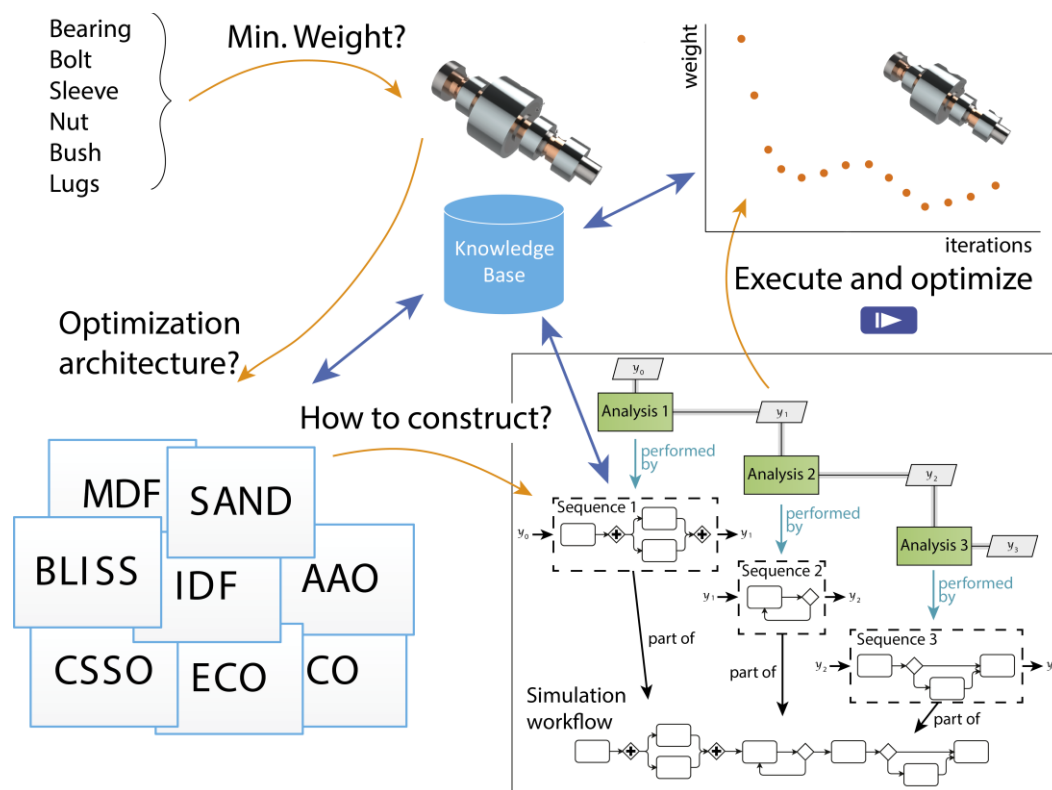 Bearing
Bolt
Sleeve
Nut
Bush
Lugs
Min. Weight?
weight
iterations
Knowledge
Base
Execute and optimize
Optimization
architecture?
How to construct?
MDF
SAND
BLISS
IDF
AAO
CSSO
ECO
CO
y₀
Analysis 1
y₁
performed
by
Analysis 2
y₂
Sequence 1
y₀
y₁
performed
by
Analysis 3
y₃
Sequence 2
y₁
y₂
performed
by
part of
Sequence 3
y₂
y
part of
Simulation
workflow
part of